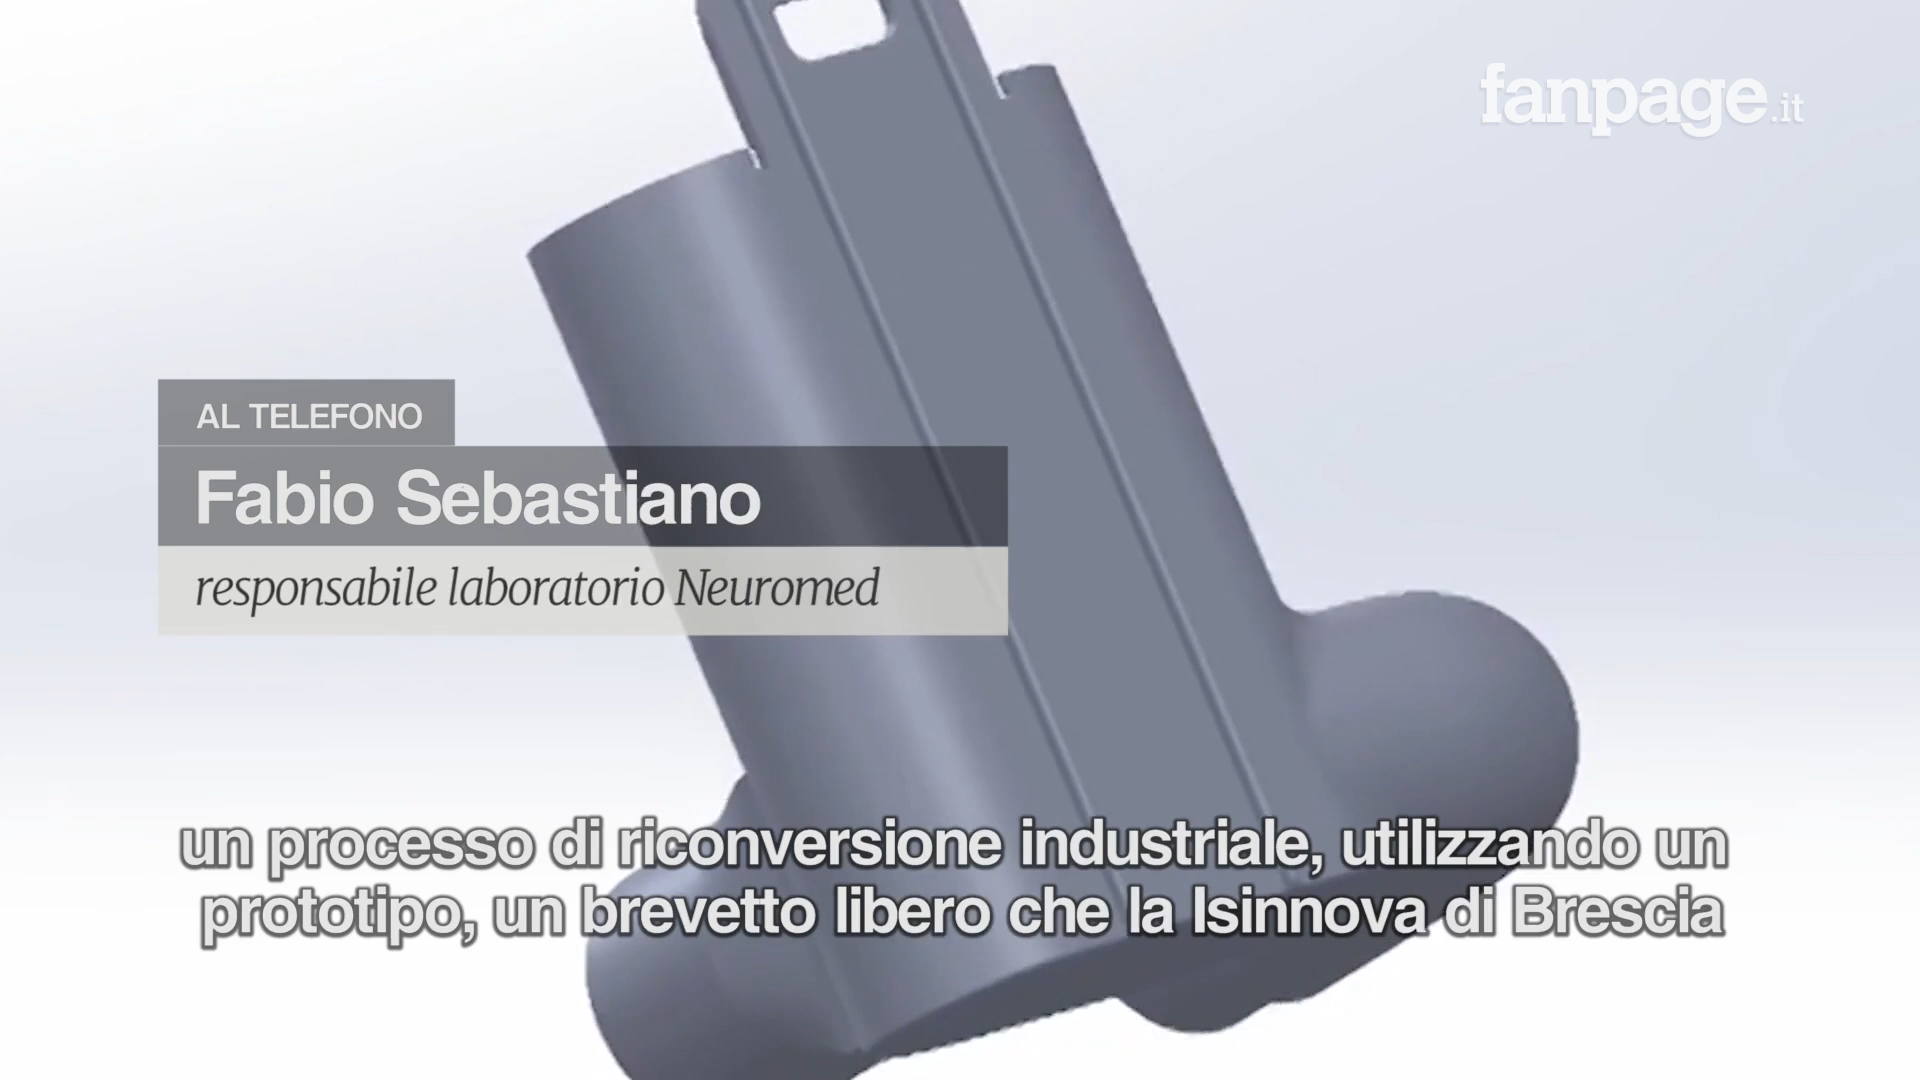 fanpage.it
AL TELEFONO
Fabio Sebastiano
responsabile laboratorio Neuromed
un processo di riconversione industriale, utilizzando un
prototipo, un brevetto libero che la Isinnova di Brescia